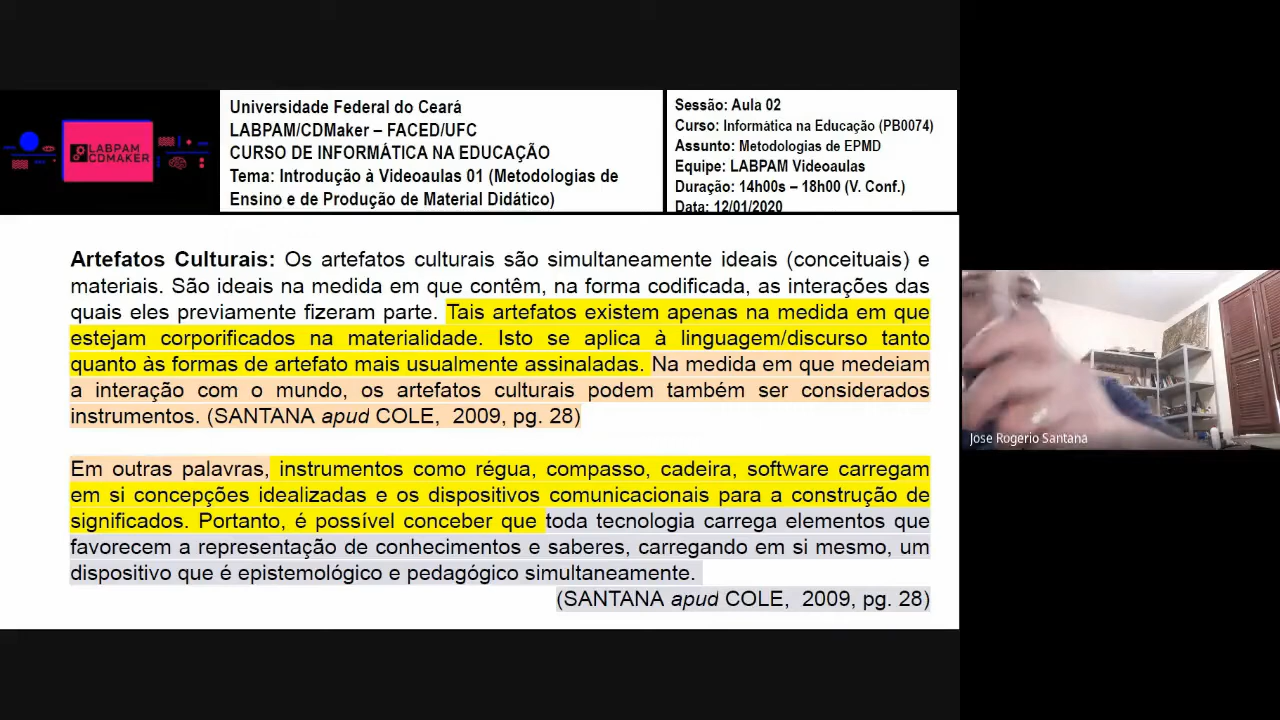 LABPAM
CDMAKER
Universidade Federal do Ceará
LABPAM/CDMaker – FACED/UFC
CURSO DE INFORMÁTICA NA EDUCAÇÃO
Tema: Introdução à Videoaulas 01 (Metodologias de
Ensino e de Produção de Material Didático)
Sessão: Aula 02
Curso: Informática na Educação (PB0074)
Assunto: Metodologias de EPMD
Equipe: LABPAM Videoaulas
Duração: 14h00s – 18h00 (V. Conf.)
Data: 12/01/2020
Artefatos Culturais: Os artefatos culturais são simultaneamente ideais (conceituais) e
materiais. São ideais na medida em que contêm, na forma codificada, as interações das
quais eles previamente fizeram parte. Tais artefatos existem apenas na medida em que
estejam corporificados na materialidade. Isto se aplica à linguagem/discurso tanto
quanto às formas de artefato mais usualmente assinaladas. Na medida em que medeiam
a interação com o mundo, os artefatos culturais podem também ser considerados
instrumentos. (SANTANA apud COLE, 2009, pg. 28)
Em outras palavras, instrumentos como régua, compasso, cadeira, software carregam
em si concepções idealizadas e os dispositivos comunicacionais para a construção de
significados. Portanto, é possível conceber que toda tecnologia carrega elementos que
favorecem a representação de conhecimentos e saberes, carregando em si mesmo, um
dispositivo que é epistemológico e pedagógico simultaneamente.
(SANTANA apud COLE, 2009, pg. 28)
Jose Rogerio Santana